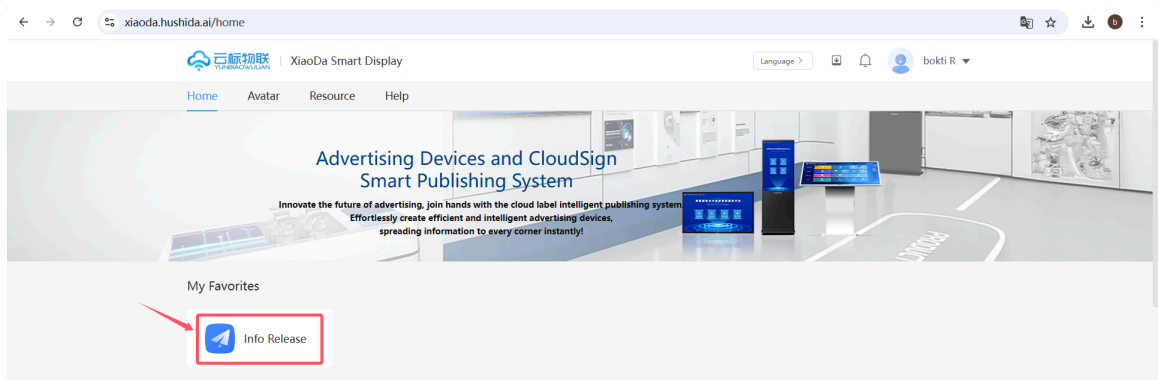 xiaoda.hushida.ai/home
b
云标物联
YUNBIAOWULIAN
XiaoDa Smart Display
Language >
bokti R
Home
Avatar
Resource
Help
Advertising Devices and CloudSign
Smart Publishing System
Innovate the future of advertising, join hands with the cloud label intelligent publishing system.
Effortlessly create efficient and intelligent advertising devices,
spreading information to every corner instantly!
PRODUCT
My Favorites
Info Release